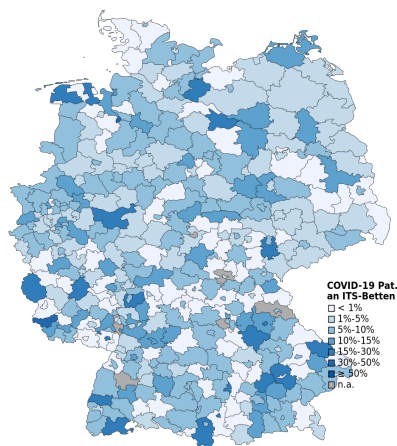 COVID-19 Pat.
an ITS-Betten
< 1%
1%-5%
5%-10%
10%-15%
15%-30%
30%-50%
≥ 50%
n.a.